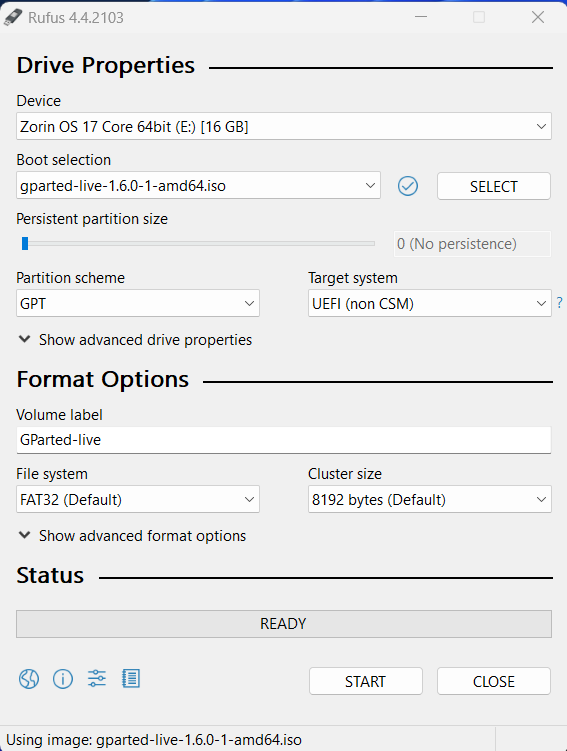 Rufus 4.4.2103
Drive Properties
Device
Zorin OS 17 Core 64bit (E:) [16 GB]
Boot selection
gparted-live-1.6.0-1-amd64.iso
SELECT
Persistent partition size
0 (No persistence)
Partition scheme
Target system
GPT
UEFI (non CSM)
?
Show advanced drive properties
Format Options
Volume label
GParted-live
File system
Cluster size
FAT32 (Default)
8192 bytes (Default)
Show advanced format options
Status
READY
START
CLOSE
Using image: gparted-live-1.6.0-1-amd64.iso